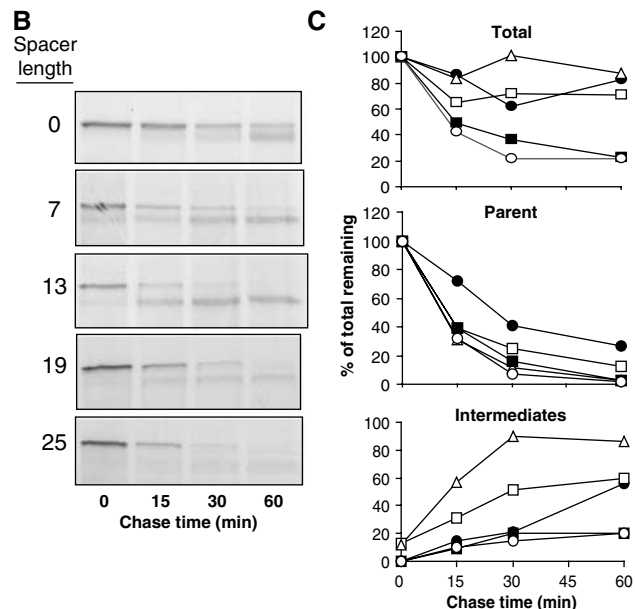 B
Spacer
length
0
7
13
19
25
0 15 30 60
Chase time (min)
C
Total
120
100
80
60
40
20
0
Parent
120
100
80
60
40
20
0
% of total remaining
Intermediates
100
80
60
40
20
0
0 15 30 45 60
Chase time (min)